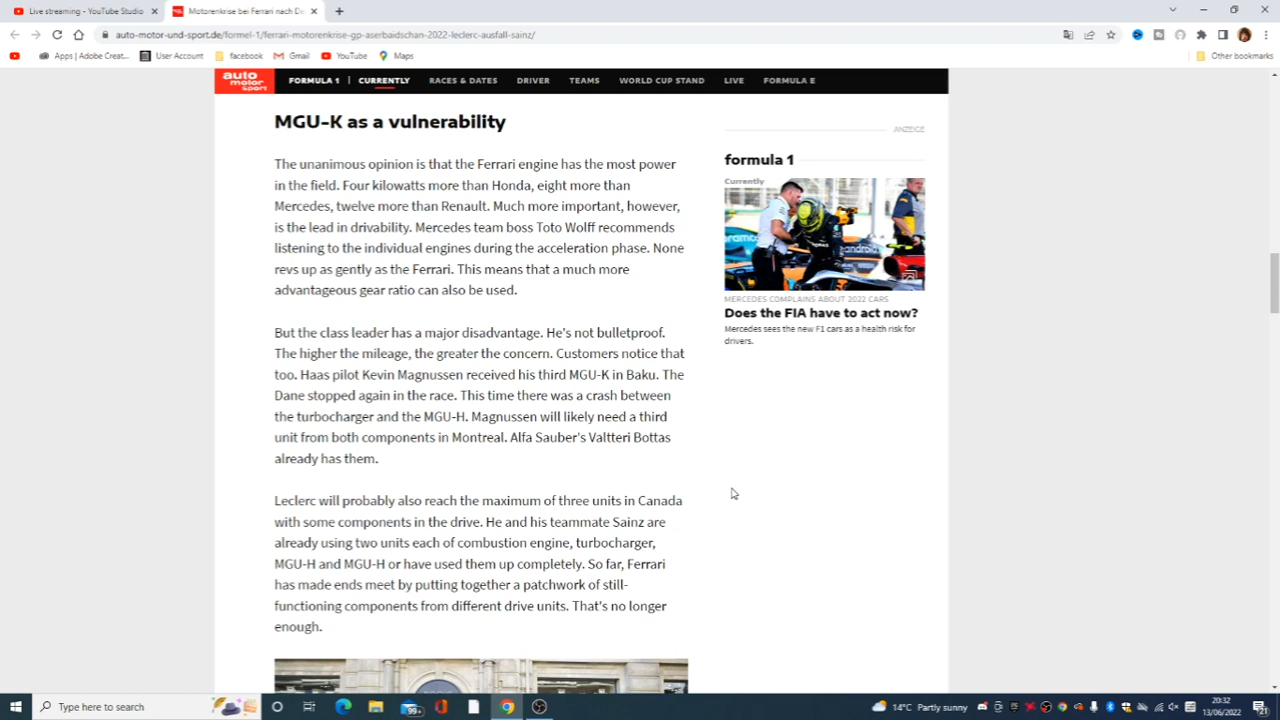 Live streaming - YouTube Studio
Motorenkrise bei Ferrari nach De
auto-motor-und-sport.de/formel-1/ferrari-motorenkrise-gp-aserbaidschan-2022-leclerc-ausfall-sainz/
Apps | Adobe Creat...
User Account
facebook
Gmail
YouTube
Maps
Other bookmarks
auto
motor
sport
FORMULA 1 | CURRENTLY RACES & DATES DRIVER TEAMS WORLD CUP STAND LIVE FORMULA E
MGU-K as a vulnerability
The unanimous opinion is that the Ferrari engine has the most power
in the field. Four kilowatts more than Honda, eight more than
Mercedes, twelve more than Renault. Much more important, however,
is the lead in drivability. Mercedes team boss Toto Wolff recommends
listening to the individual engines during the acceleration phase. None
revs up as gently as the Ferrari. This means that a much more
advantageous gear ratio can also be used.
But the class leader has a major disadvantage. He's not bulletproof.
The higher the mileage, the greater the concern. Customers notice that
too. Haas pilot Kevin Magnussen received his third MGU-K in Baku. The
Dane stopped again in the race. This time there was a crash between
the turbocharger and the MGU-H. Magnussen will likely need a third
unit from both components in Montreal. Alfa Sauber's Valtteri Bottas
already has them.
Leclerc will probably also reach the maximum of three units in Canada
with some components in the drive. He and his teammate Sainz are
already using two units each of combustion engine, turbocharger,
MGU-H and MGU-H or have used them up completely. So far, Ferrari
has made ends meet by putting together a patchwork of still-
functioning components from different drive units. That's no longer
enough.
ANZEIGE
formula 1
Currently
MERCEDES COMPLAINS ABOUT 2022 CARS
Does the FIA have to act now?
Mercedes sees the new F1 cars as a health risk for
drivers.
Type here to search
99+
14°C Partly sunny
20:32
13/06/2022
21